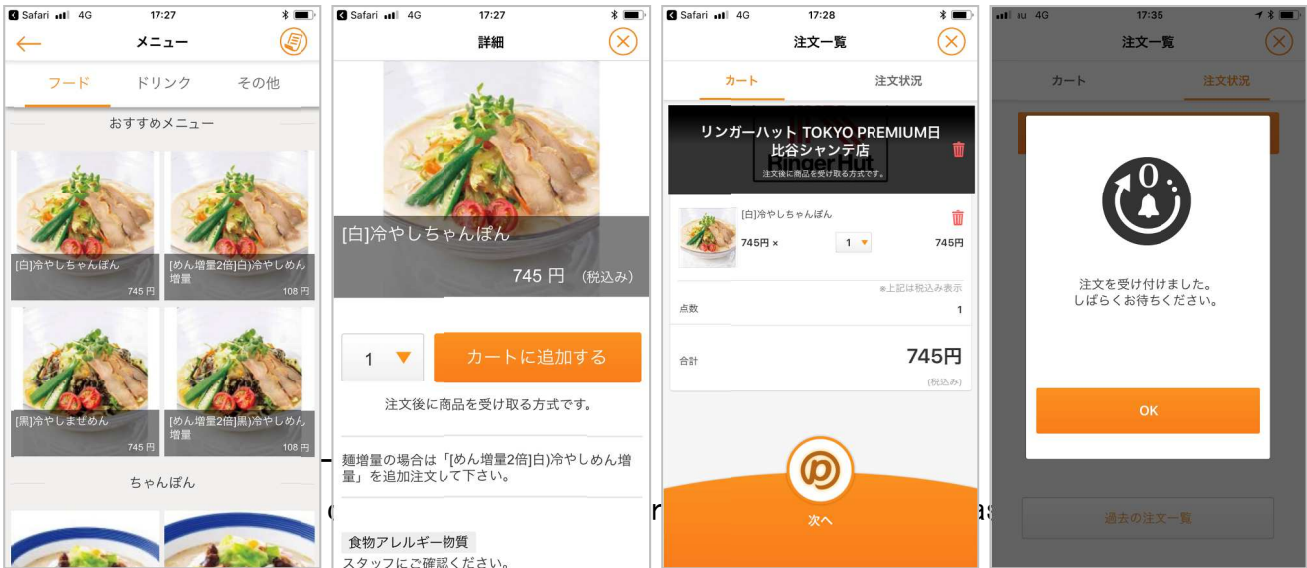 Safari 4G 17:27
メニュー
フード ドリンク その他
おすすめメニュー
[白]冷やしちゃんぽん
745 円
[めん増量2倍]白)冷やしめん
増量
108 円
[黒]冷やしまぜめん
745 円
[めん増量2倍]黒)冷やしめん
増量
108 円
ちゃんぽん
Safari 4G 17:27
詳細
[白]冷やしちゃんぽん
745 円 (税込み)
1 カートに追加する
注文後に商品を受け取る方式です。
麺増量の場合は「[めん増量2倍]白)冷やしめん増
量」を追加注文して下さい。
食物アレルギー物質
スタッフにご確認ください。
Safari 4G 17:28
注文一覧
カート 注文状況
リンガーハット TOKYO PREMIUM日
比谷シャンテ店
RingerHut
注文後に商品を受け取る方式です。
[白]冷やしちゃんぽん
745円 × 1 745円
※上記は税込み表示
点数 1
合計 745円
(税込み)
次へ
au 4G 17:35
注文一覧
カート 注文状況
0
注文を受け付けました。
しばらくお待ちください。
OK
過去の注文一覧